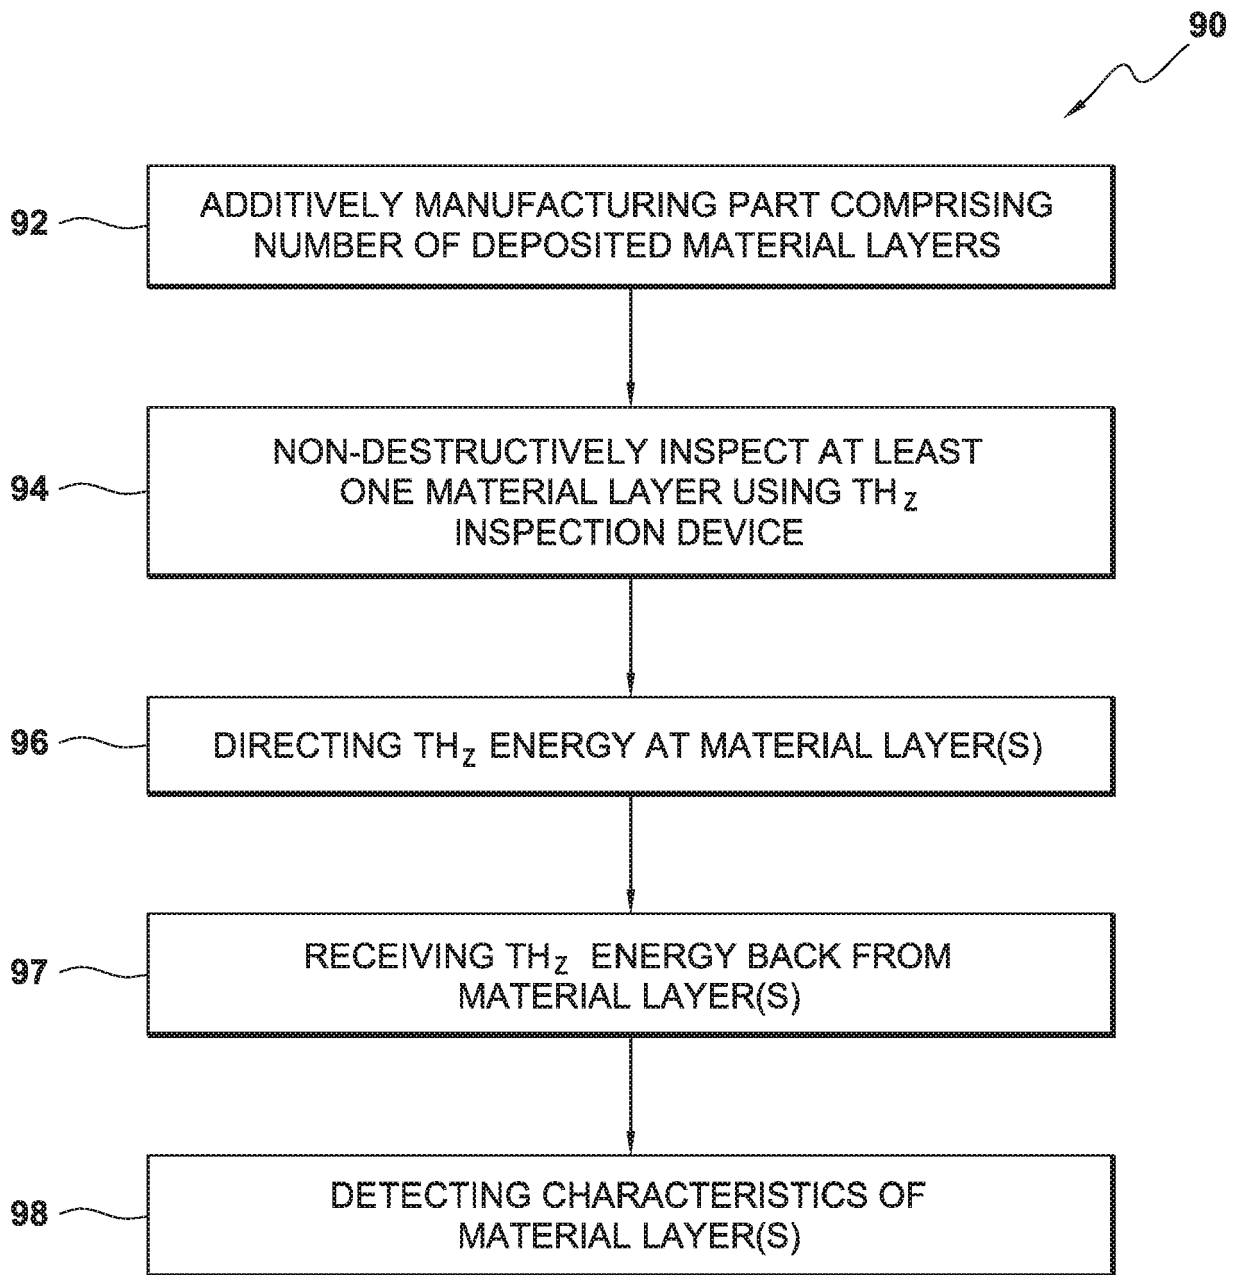 90
92
ADDITIVELY MANUFACTURING PART COMPRISING
NUMBER OF DEPOSITED MATERIAL LAYERS
94
NON-DESTRUCTIVELY INSPECT AT LEAST
ONE MATERIAL LAYER USING THz
INSPECTION DEVICE
96
DIRECTING THz ENERGY AT MATERIAL LAYER(S)
97
RECEIVING THz ENERGY BACK FROM
MATERIAL LAYER(S)
98
DETECTING CHARACTERISTICS OF
MATERIAL LAYER(S)